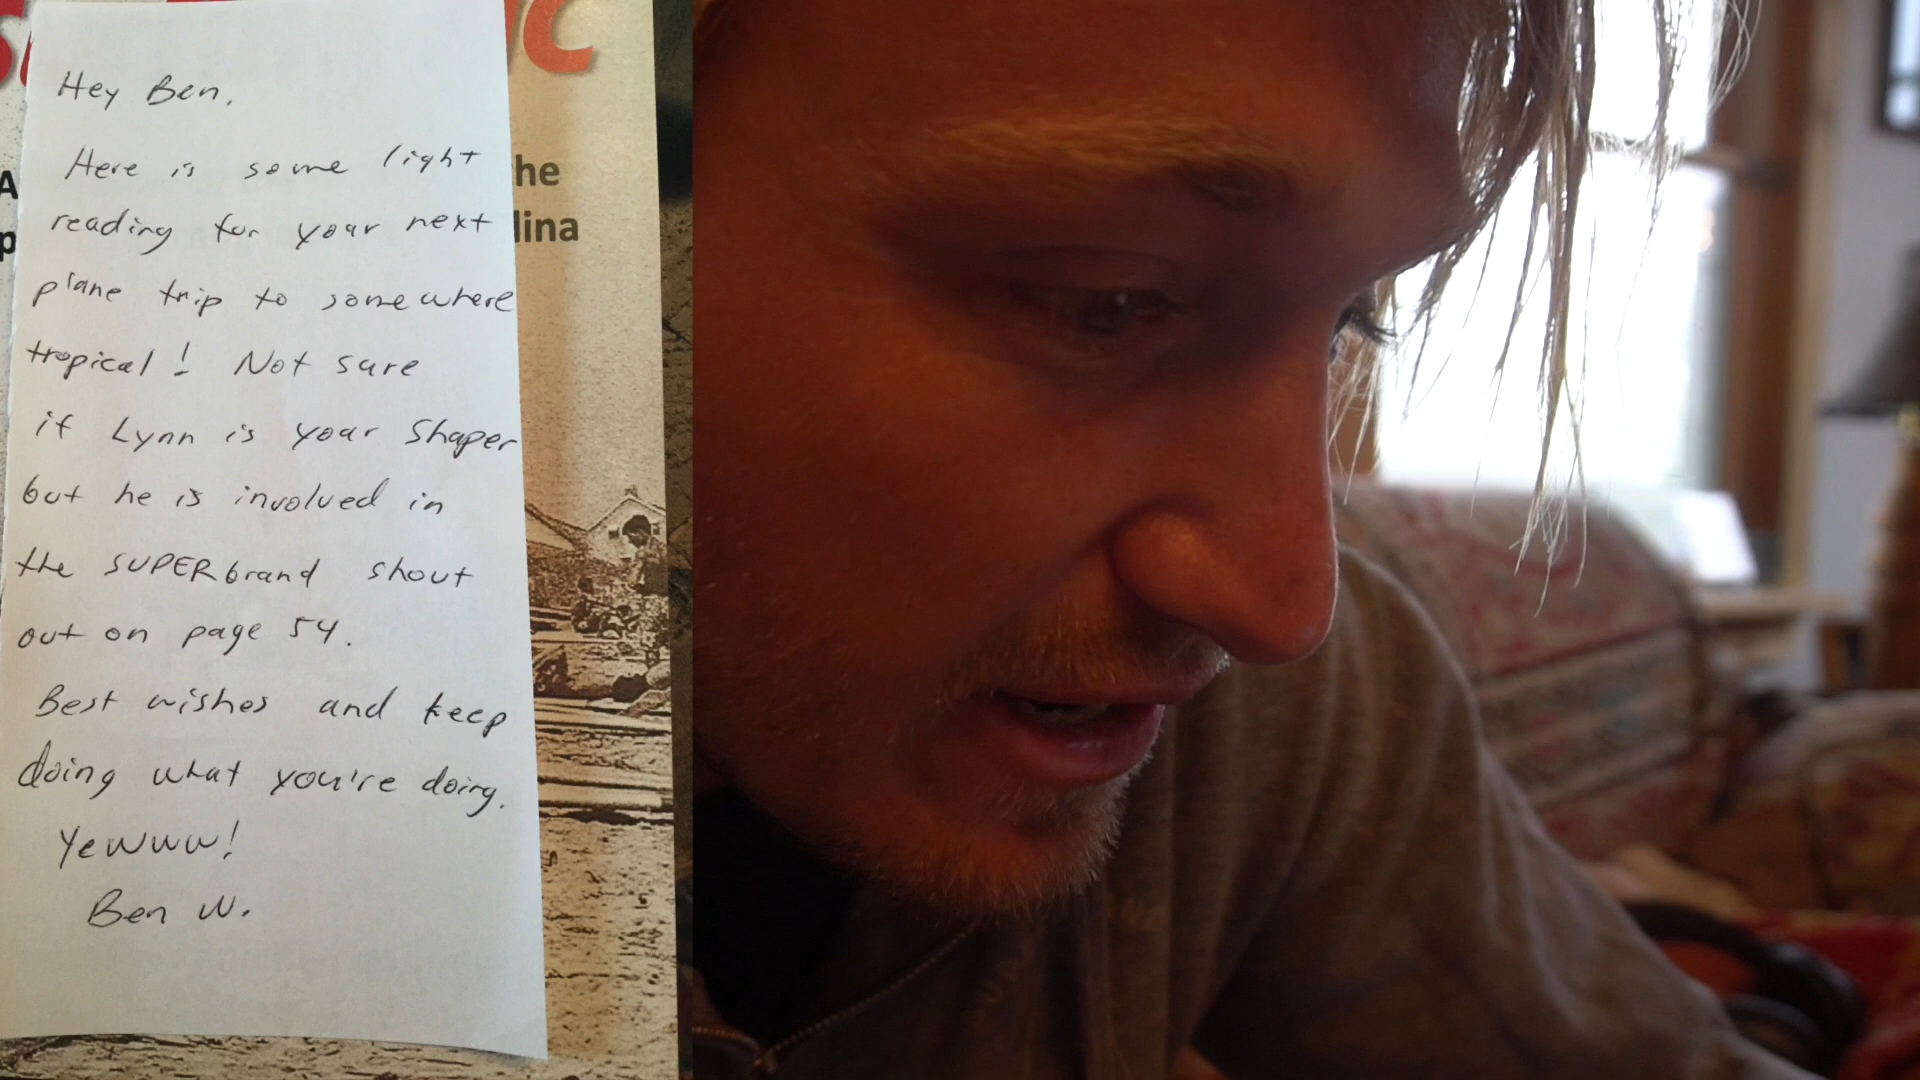 Hey Ben,
Here is some light
reading for your next
plane trip to somewhere
tropical! Not sure
if Lynn is your Shaper
but he is involved in
the SUPERbrand shout
out on page 54.
Best wishes and keep
doing what you're doing.
Yewww!
Ben W.
he
lina